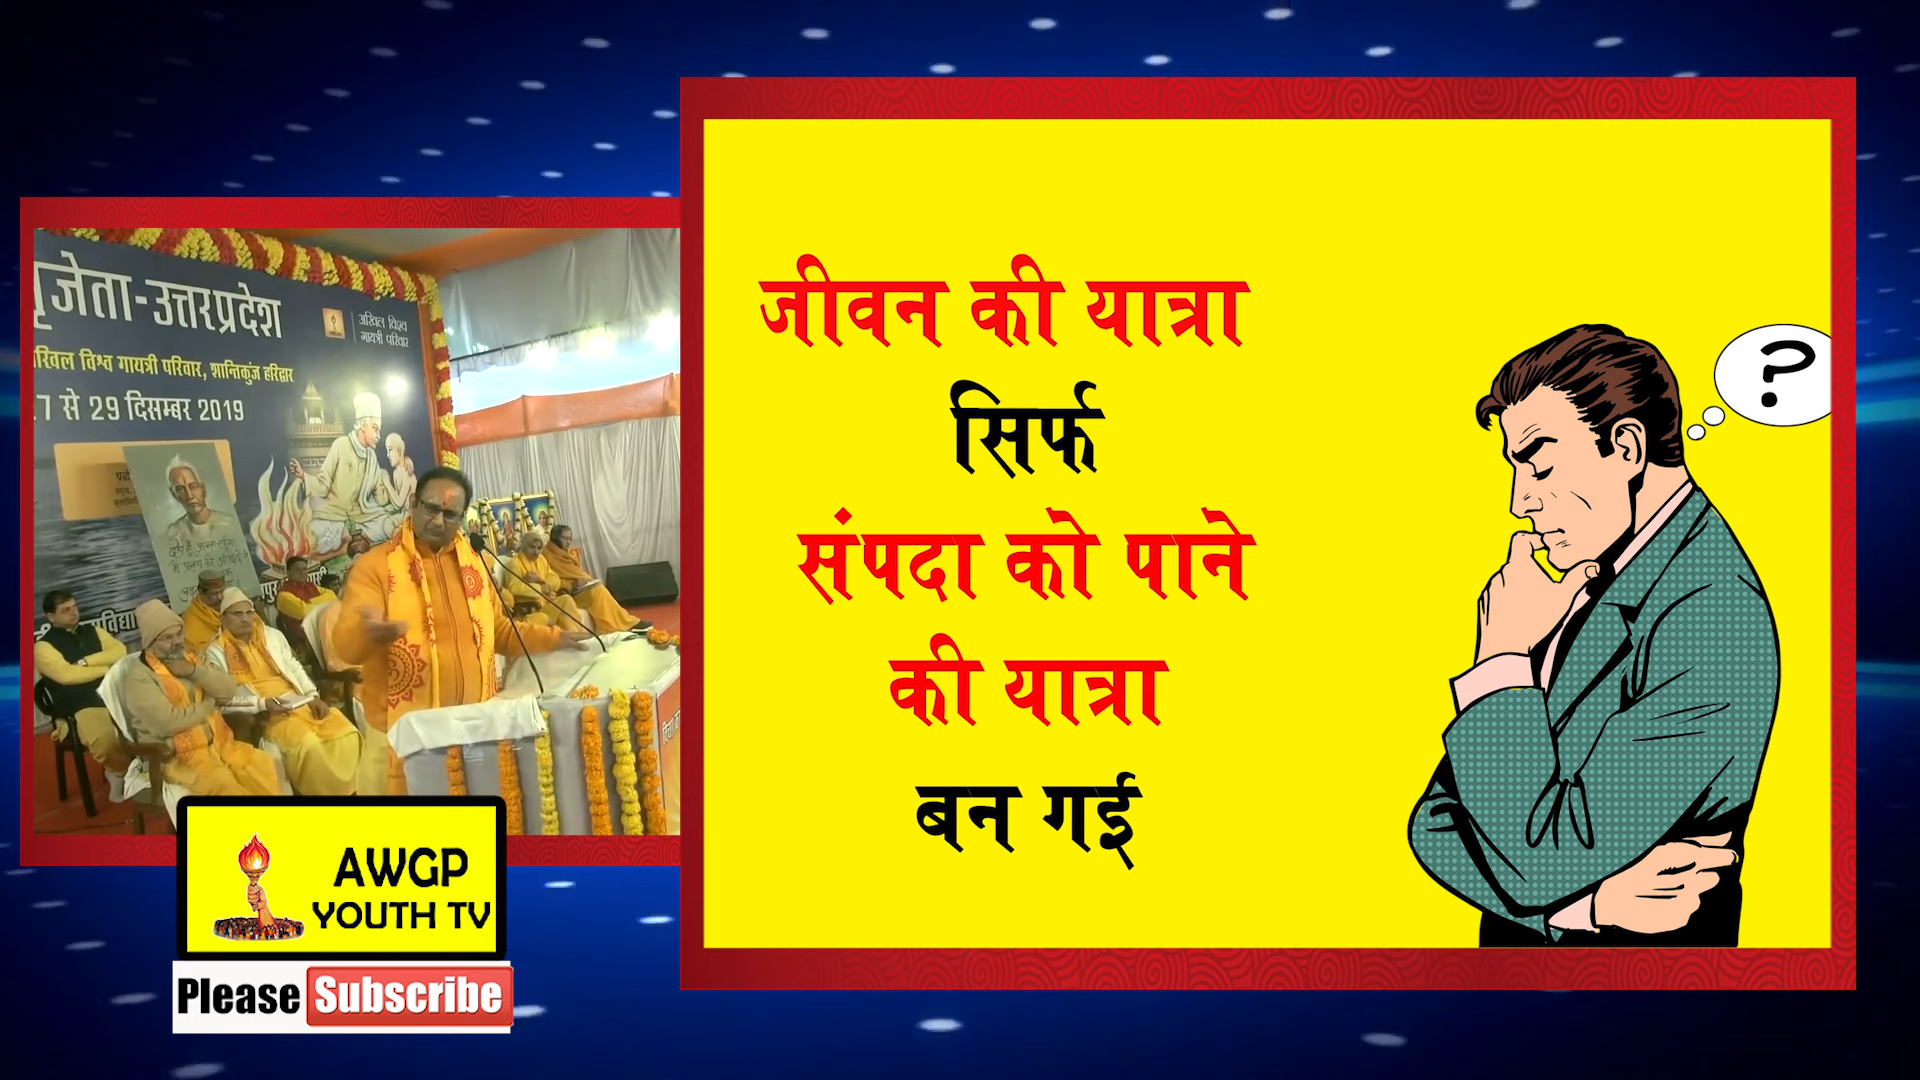 जेता-उत्तरप्रदेश
अखिल विश्व
गायत्री परिवार
खिल विश्व गायत्री परिवार, शान्तिकुंज हरिद्वार
7 से 29 दिसम्बर 2019
जीवन की यात्रा
सिर्फ
संपदा को पाने
की यात्रा
बन गई
?
AWGP
YOUTH TV
Please Subscribe